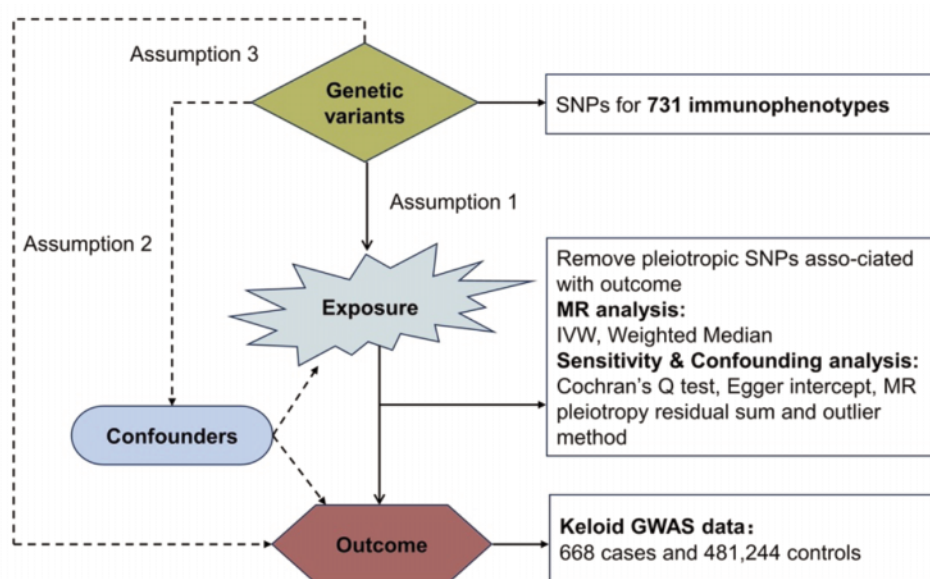 Assumption 3
Genetic
variants
SNPs for 731 immunophenotypes
Assumption 1
Assumption 2
Exposure
Remove pleiotropic SNPs asso-ciated
with outcome
MR analysis:
IVW, Weighted Median
Sensitivity & Confounding analysis:
Cochran's Q test, Egger intercept, MR
pleiotropy residual sum and outlier
method
Confounders
Outcome
Keloid GWAS data：
668 cases and 481,244 controls